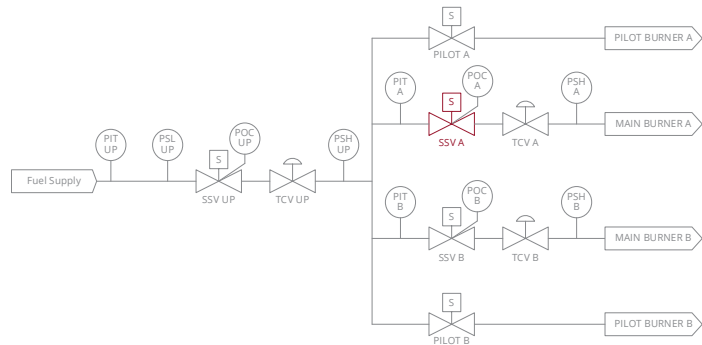 S
PILOT BURNER A
PILOT A
PIT
A
POC
A
PSH
A
S
MAIN BURNER A
SSV A
TCV A
PIT
UP
PSL
UP
POC
UP
PSH
UP
S
Fuel Supply
SSV UP
TCV UP
PIT
B
POC
B
PSH
B
S
MAIN BURNER B
SSV B
TCV B
S
PILOT BURNER B
PILOT B